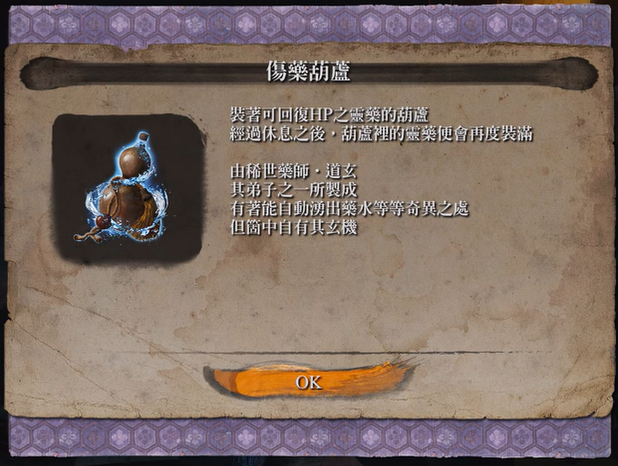 傷藥葫蘆
裝著可回復HP之靈藥的葫蘆
經過休息之後，葫蘆裡的靈藥便會再度裝滿
由稀世藥師・道玄
其弟子之一所製成
有著能自動湧出藥水等等奇異之處
但箇中自有其玄機
OK